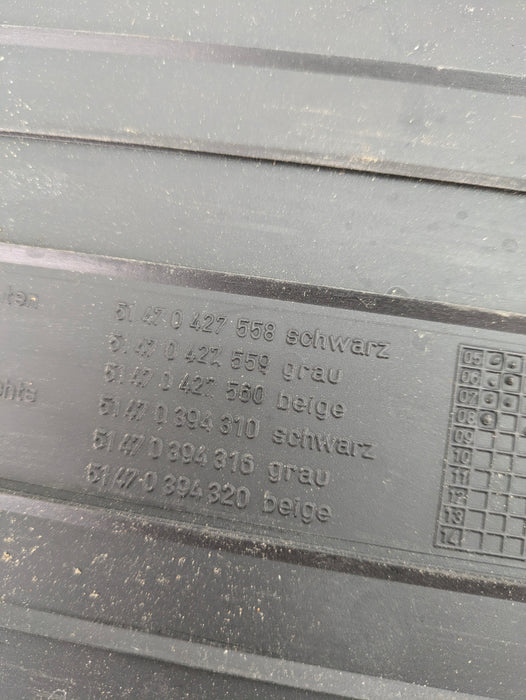 ten
51 47 0 427 558 schwarz
51 47 0 427 559 grau
51 47 0 427 560 beige
51 47 0 394 310 schwarz
51 47 0 394 316 grau
51 47-0 394 320 beige
05
06
07
08
09
10
11
12
13
14